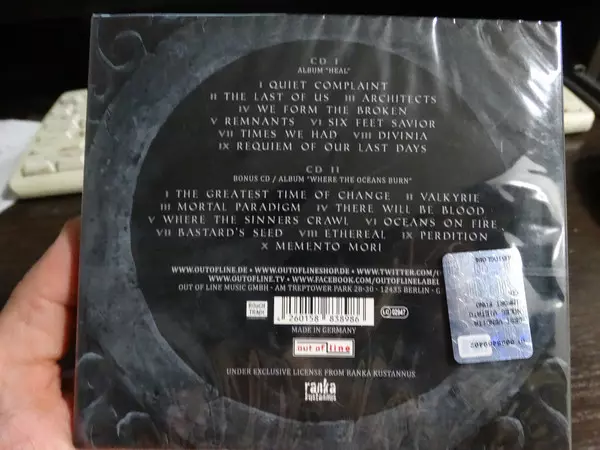 CD I
ALBUM "HEAL"
I QUIET COMPLAINT
II THE LAST OF US III ARCHITECTS
IV WE FORM THE BROKEN
V REMNANTS VI SIX FEET SAVIOR
VII TIMES WE HAD VIII DIVINIA
IX REQUIEM OF OUR LAST DAYS
CD II
BONUS CD / ALBUM "WHERE THE OCEANS BURN"
I THE GREATEST TIME OF CHANGE II VALKYRIE
III MORTAL PARADIGM IV THERE WILL BE BLOOD
V WHERE THE SINNERS CRAWL VI OCEANS ON FIRE
VII BASTARD'S SEED VIII ETHEREAL IX PERDITION
X MEMENTO MORI
WWW.OUTOFLINE.DE • WWW.OUTOFLINESHOP.DE • WWW.TWITTER.COM/O
WWW.OUTOFLINE.TV • WWW.FACEBOOK.COM/OUTOFLINELABEL
OUT OF LINE MUSIC GMBH - AM TREPTOWER PARK 28-30 - 12435 BERLIN - G
ROUGH TRADE
4 260158 838986
LC 02047
MADE IN GERMANY
out of line
UNDER EXCLUSIVE LICENSE FROM RANKA KUSTANNUS
ranka
kustannus